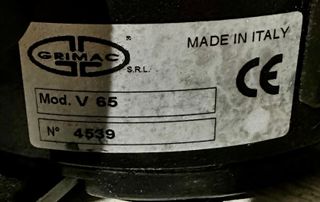 GRIMAC®
S.R.L.
MADE IN ITALY
CE
Mod. V 65
N° 4539